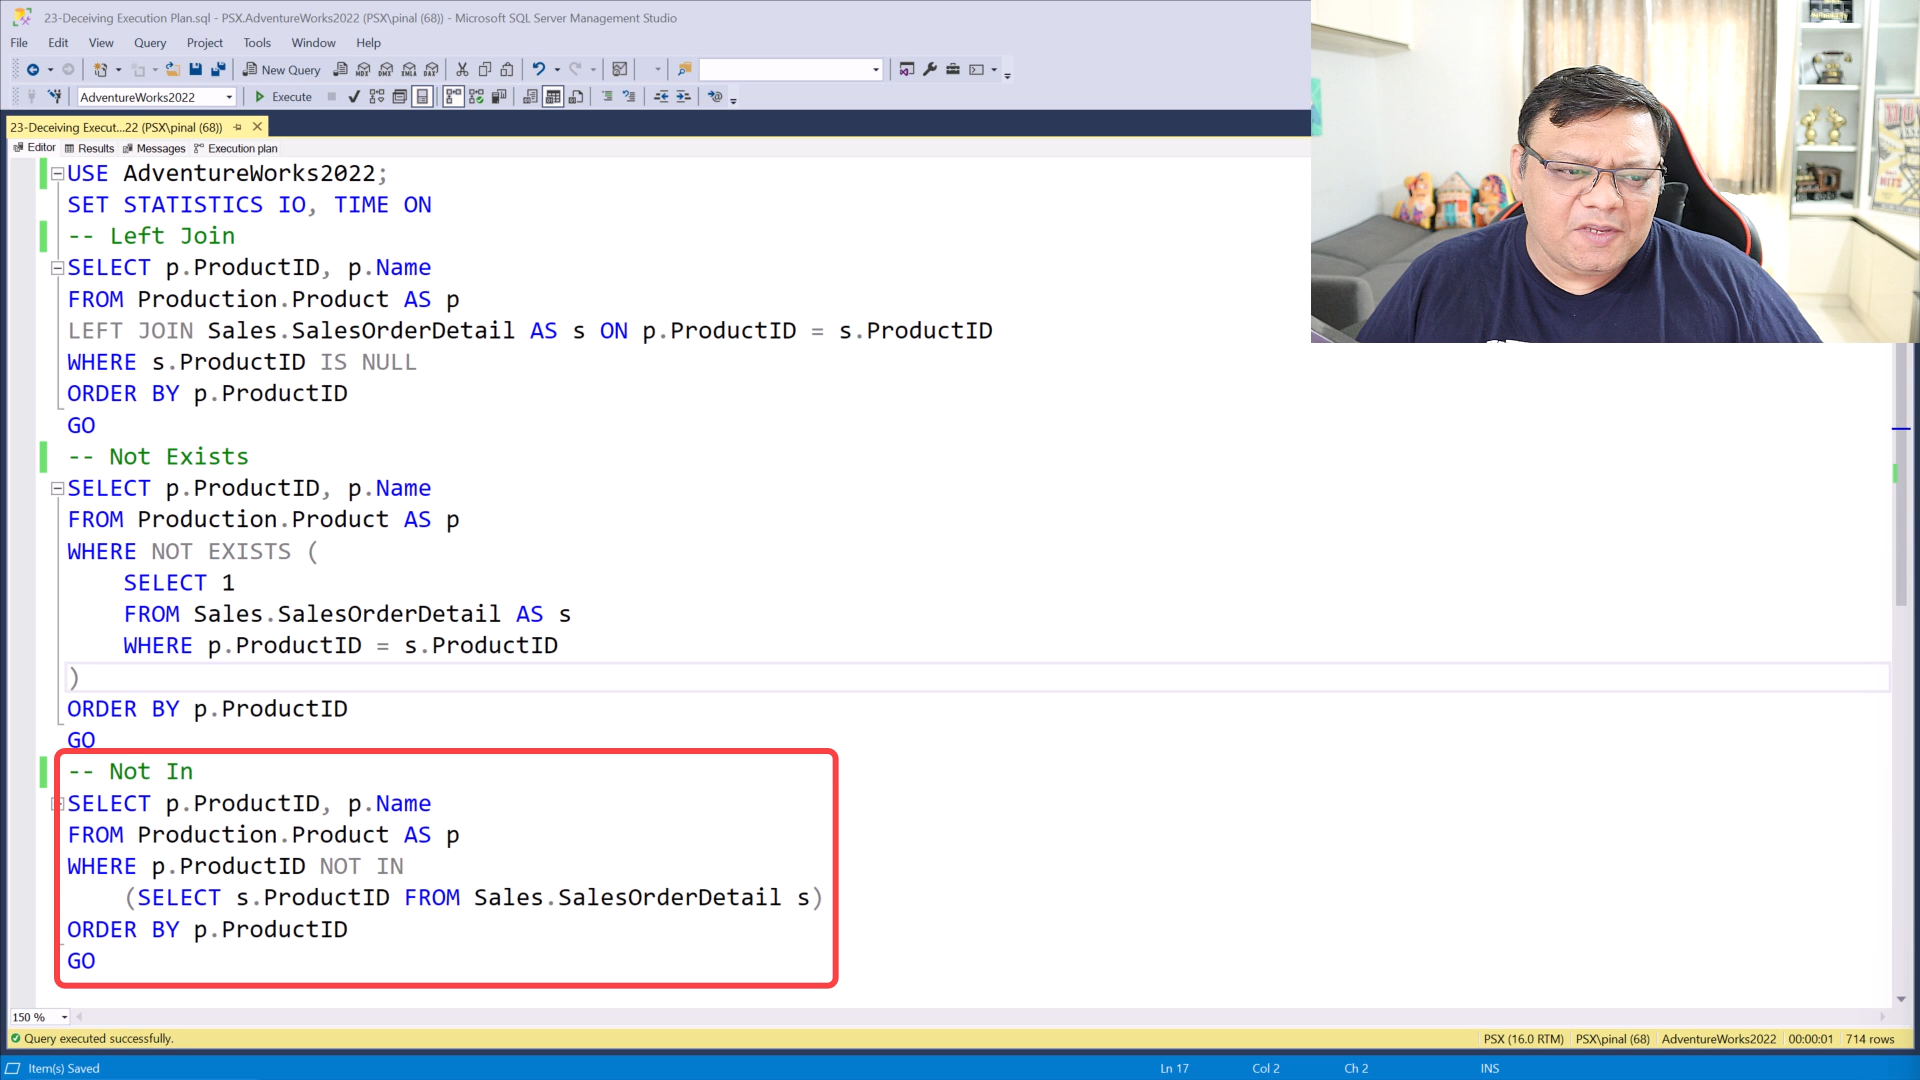 23-Deceiving Execution Plan.sql - PSX.AdventureWorks2022 (PSX\pinal (68)) - Microsoft SQL Server Management Studio
File Edit View Query Project Tools Window Help
New Query
AdventureWorks2022 Execute
23-Deceiving Execut...22 (PSX\pinal (68))
Editor Results Messages Execution plan
USE AdventureWorks2022;
SET STATISTICS IO, TIME ON
-- Left Join
SELECT p.ProductID, p.Name
FROM Production.Product AS p
LEFT JOIN Sales.SalesOrderDetail AS s ON p.ProductID = s.ProductID
WHERE s.ProductID IS NULL
ORDER BY p.ProductID
GO
-- Not Exists
SELECT p.ProductID, p.Name
FROM Production.Product AS p
WHERE NOT EXISTS (
SELECT 1
FROM Sales.SalesOrderDetail AS s
WHERE p.ProductID = s.ProductID
)
ORDER BY p.ProductID
GO
-- Not In
SELECT p.ProductID, p.Name
FROM Production.Product AS p
WHERE p.ProductID NOT IN
(SELECT s.ProductID FROM Sales.SalesOrderDetail s)
ORDER BY p.ProductID
GO
150 %
Query executed successfully. PSX (16.0 RTM) PSX\pinal (68) AdventureWorks2022 00:00:01 714 rows
Item(s) Saved Ln 17 Col 2 Ch 2 INS